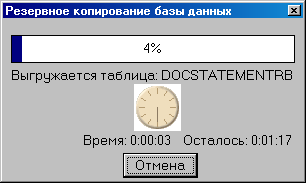 Резервное копирование базы данных
4%
Выгружается таблица: DOCSTATEMENTRB
Время: 0:00:03 Осталось: 0:01:17
Отмена